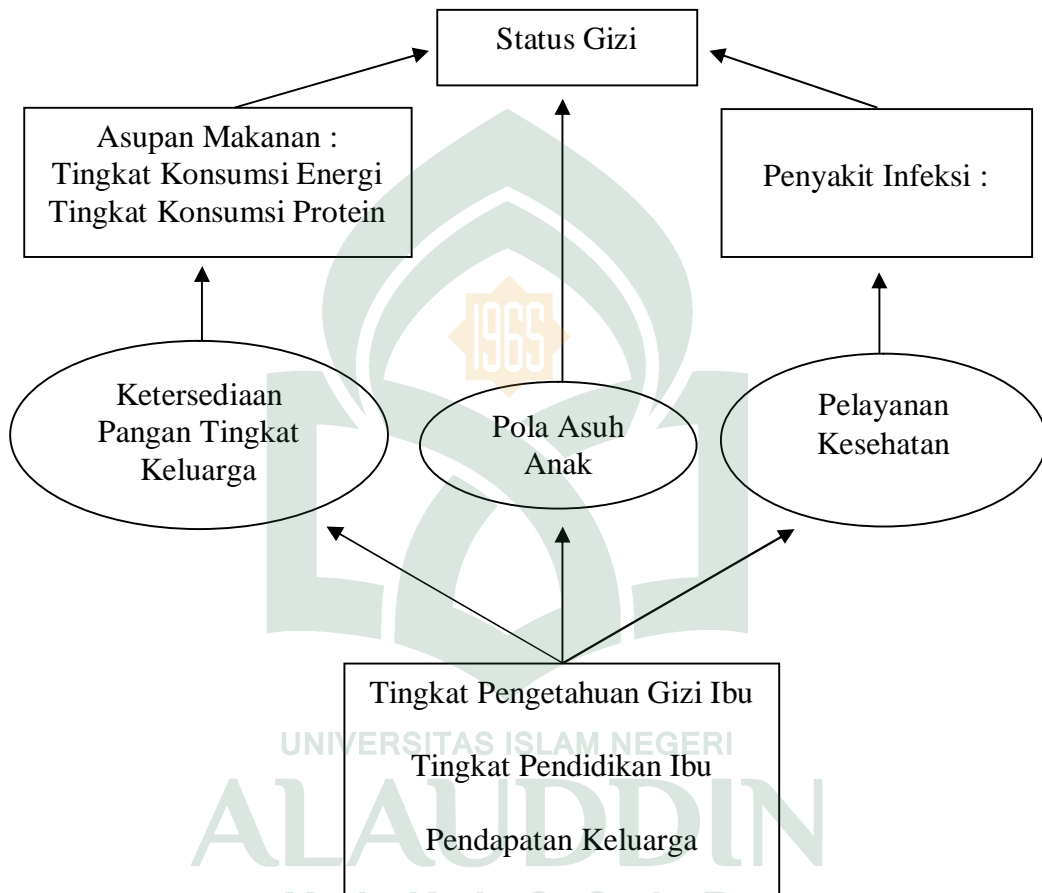 Status Gizi
Asupan Makanan :
Tingkat Konsumsi Energi
Tingkat Konsumsi Protein
Penyakit Infeksi :
1965
Ketersediaan
Pangan Tingkat
Keluarga
Pola Asuh
Anak
Pelayanan
Kesehatan
Tingkat Pengetahuan Gizi Ibu
UNIVERSITAS ISLAM NEGERI
Tingkat Pendidikan Ibu
ALAUDDIN
Pendapatan Keluarga